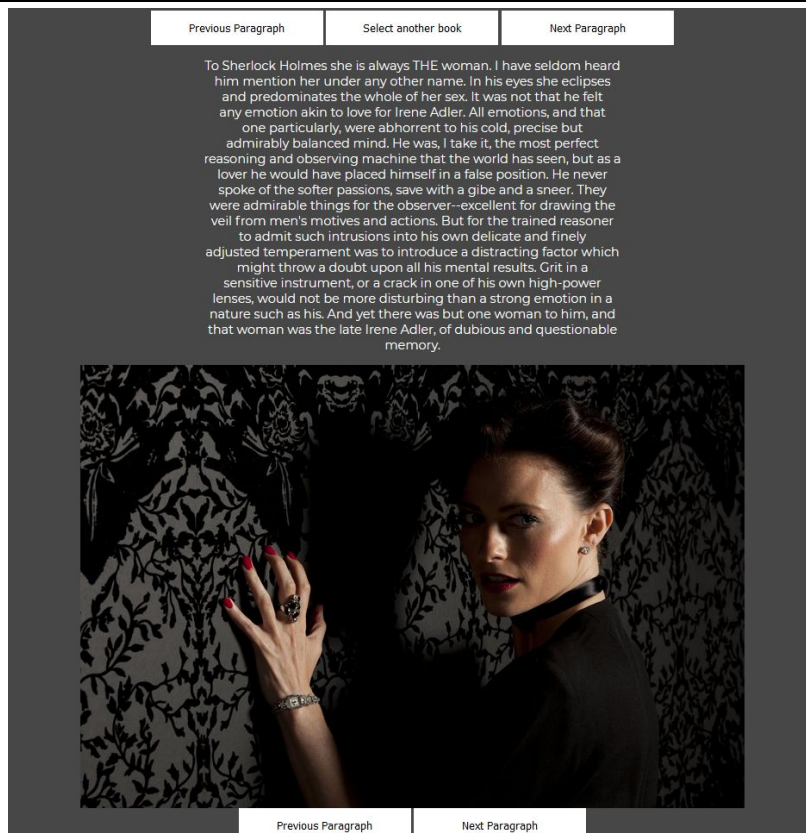 Previous Paragraph
Select another book
Next Paragraph
To Sherlock Holmes she is always THE woman. I have seldom heard
him mention her under any other name. In his eyes she eclipses
and predominates the whole of her sex. It was not that he felt
any emotion akin to love for Irene Adler. All emotions, and that
one particularly, were abhorrent to his cold, precise but
admirably balanced mind. He was, I take it, the most perfect
reasoning and observing machine that the world has seen, but as a
lover he would have placed himself in a false position. He never
spoke of the softer passions, save with a gibe and a sneer. They
were admirable things for the observer--excellent for drawing the
veil from men's motives and actions. But for the trained reasoner
to admit such intrusions into his own delicate and finely
adjusted temperament was to introduce a distracting factor which
might throw a doubt upon all his mental results. Grit in a
sensitive instrument, or a crack in one of his own high-power
lenses, would not be more disturbing than a strong emotion in a
nature such as his. And yet there was but one woman to him, and
that woman was the late Irene Adler, of dubious and questionable
memory.
Previous Paragraph
Next Paragraph